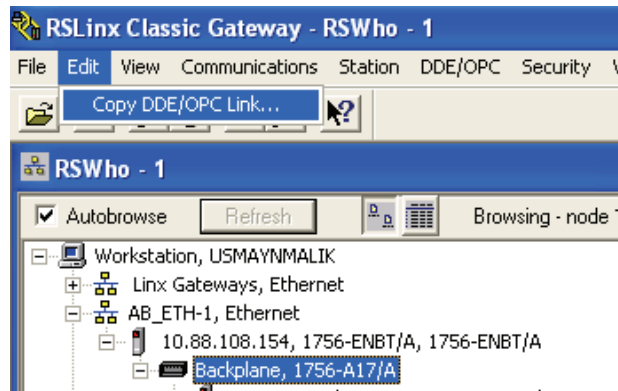 RSLinx Classic Gateway - RSWho - 1
File Edit View Communications Station DDE/OPC Security
Copy DDE/OPC Link...
RSWho - 1
Autobrowse Refresh Browsing - node
Workstation, USMAYNMALIK
Linx Gateways, Ethernet
AB_ETH-1, Ethernet
10.88.108.154, 1756-ENBT/A, 1756-ENBT/A
Backplane, 1756-A17/A